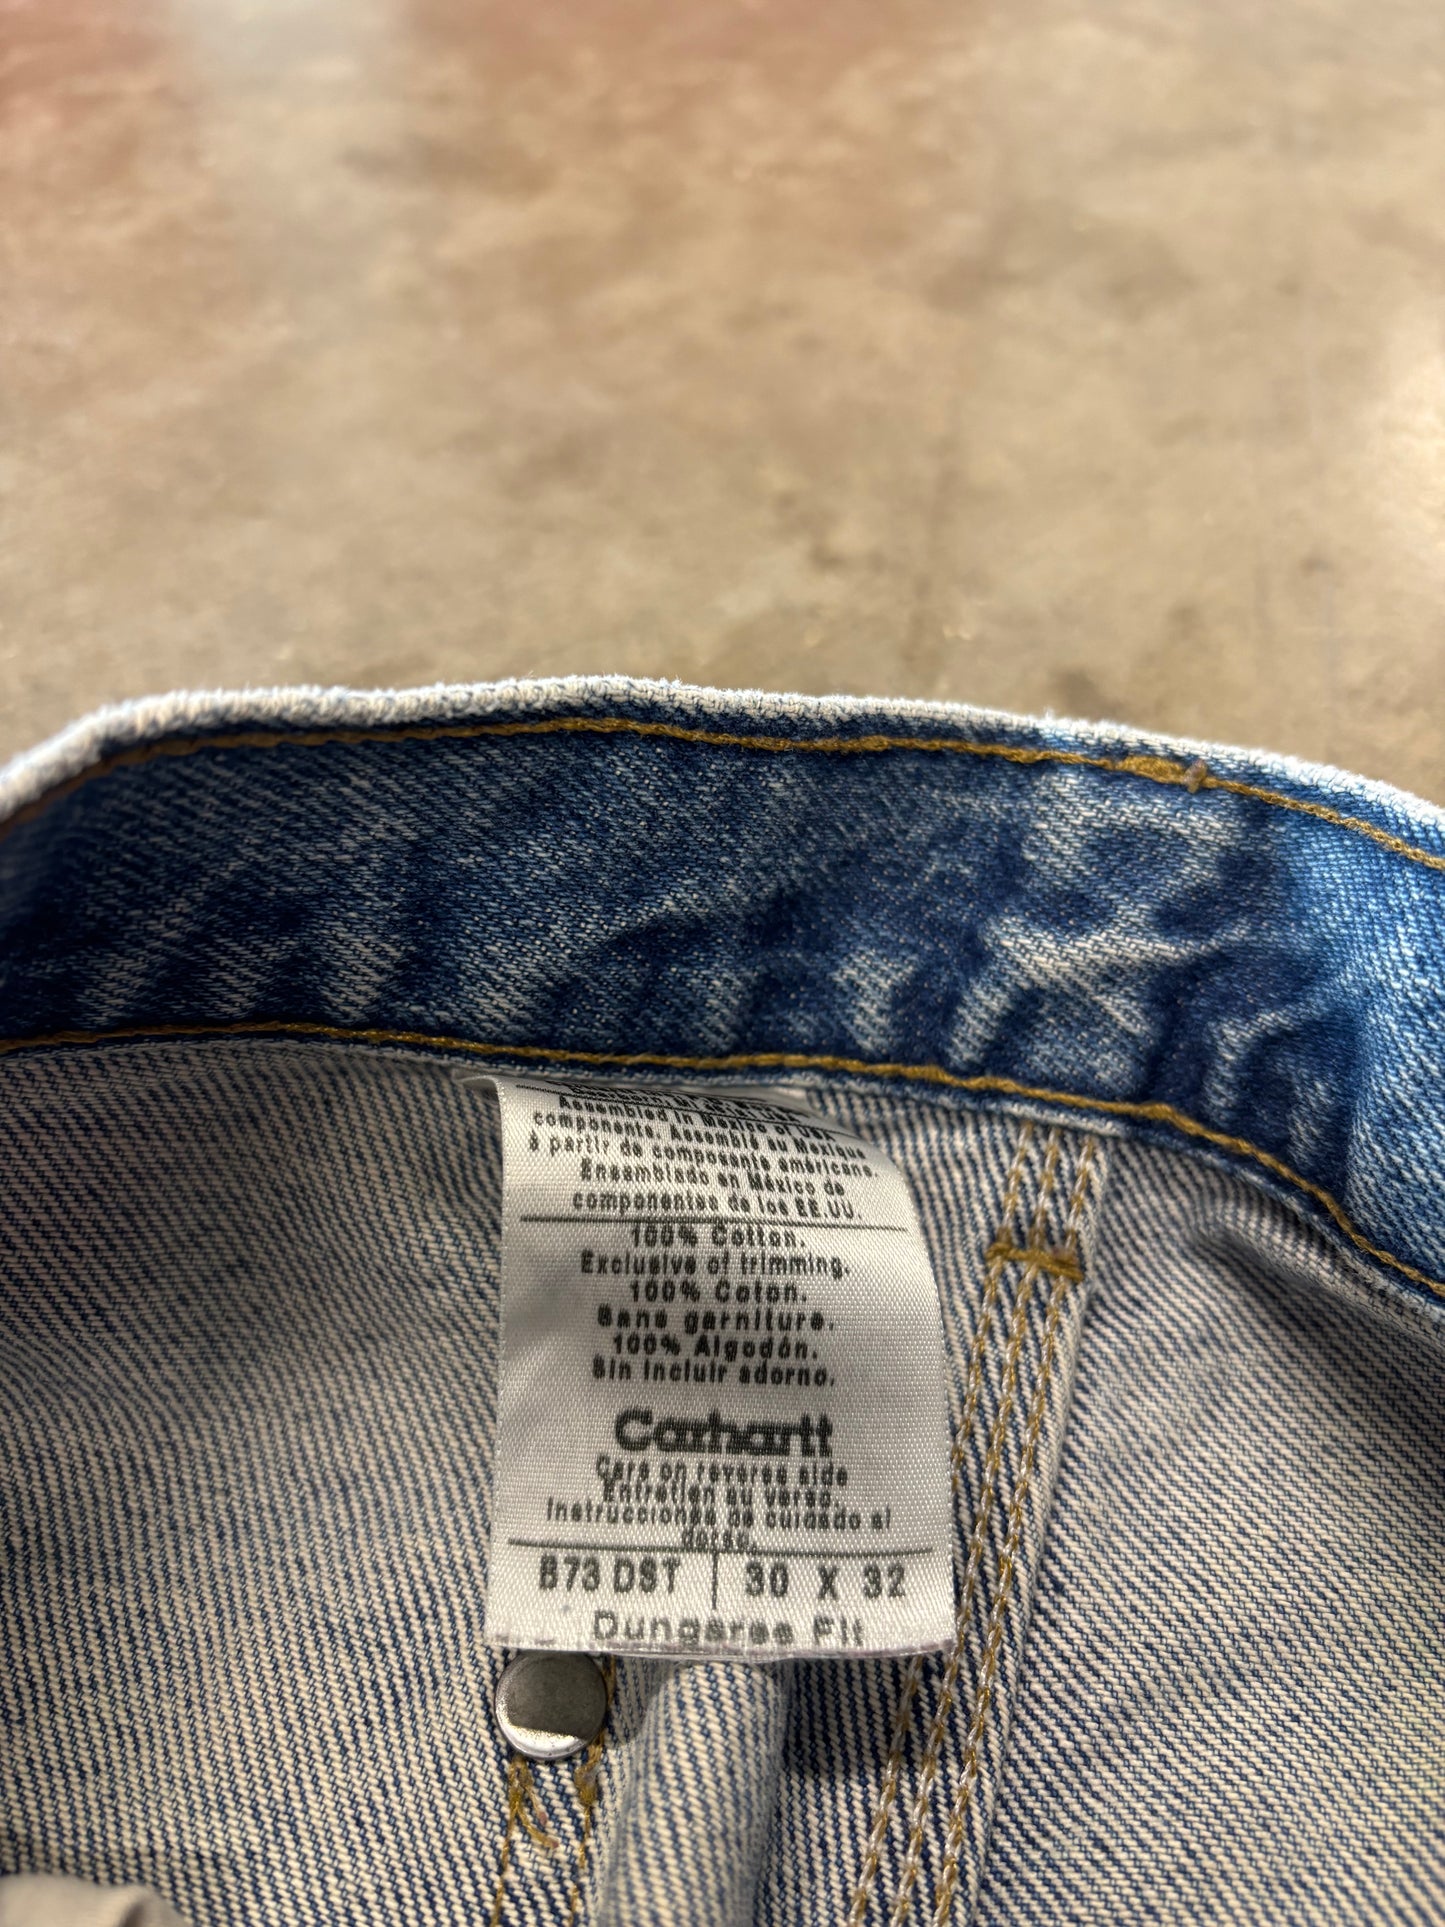 Assembled in Mexico of USA
components. Assemblé au Mexique
à partir de composants américans.
Ensamblado en México de
componentes de los EE.UU.
100% Cotton.
Exclusive of trimming.
100% Coton.
Sans garniture.
100% Algodón.
Sin incluir adorno.
Carhartt
Care on reverse side
Entretien au verso.
Instrucciones de cuidado al
dorso.
B73 DST 30 X 32
Dungaree Fit